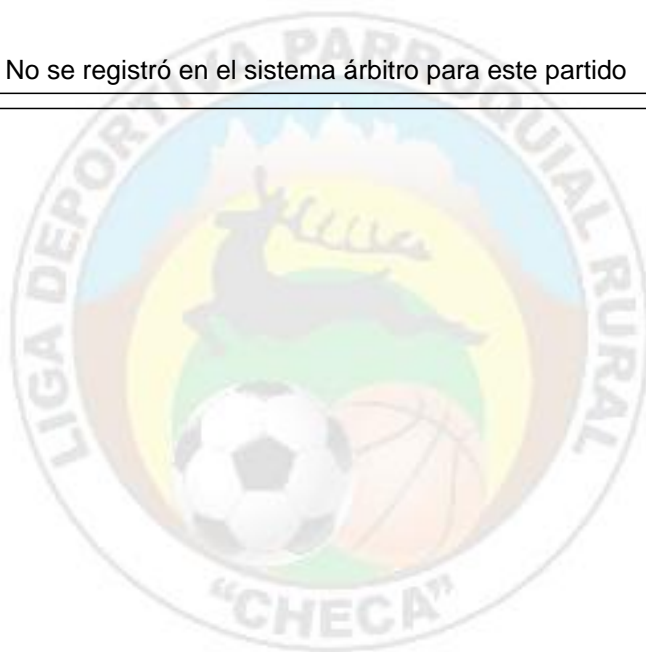 No se registró en el sistema árbitro para este partido
LIGA DEPORTIVA PARROQUIAL RURAL
"CHECA"